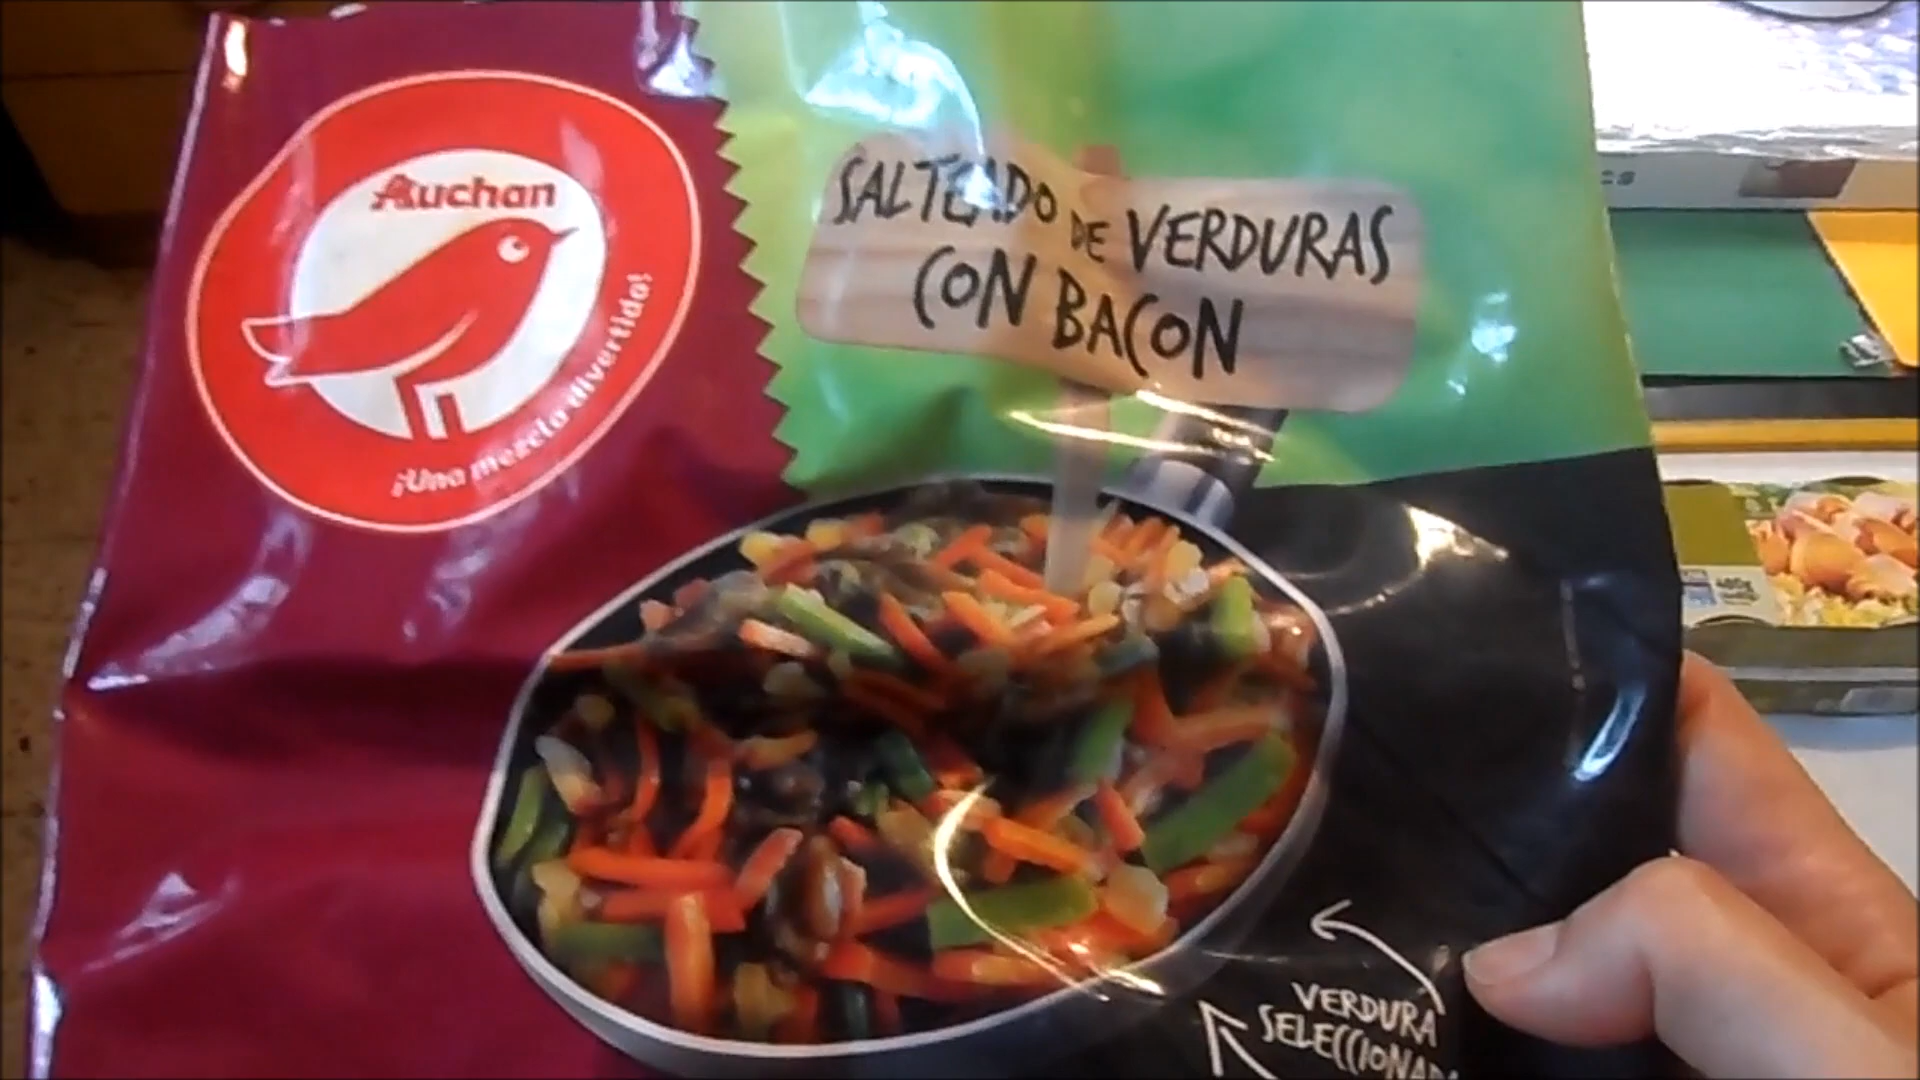 Auchan
¡Una mezcla divertida!
SALTEADO DE VERDURAS
CON BACON
VERDURA
SELECCIONADA